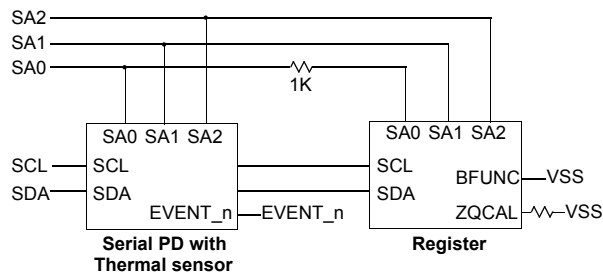 SA2
SA1
SA0
1K
SA0 SA1 SA2
SA0 SA1 SA2
SCL
SCL
SCL
SDA
SDA
SDA
BFUNC
VSS
EVENT_n
EVENT_n
ZQCAL
VSS
Serial PD with
Thermal sensor
Register